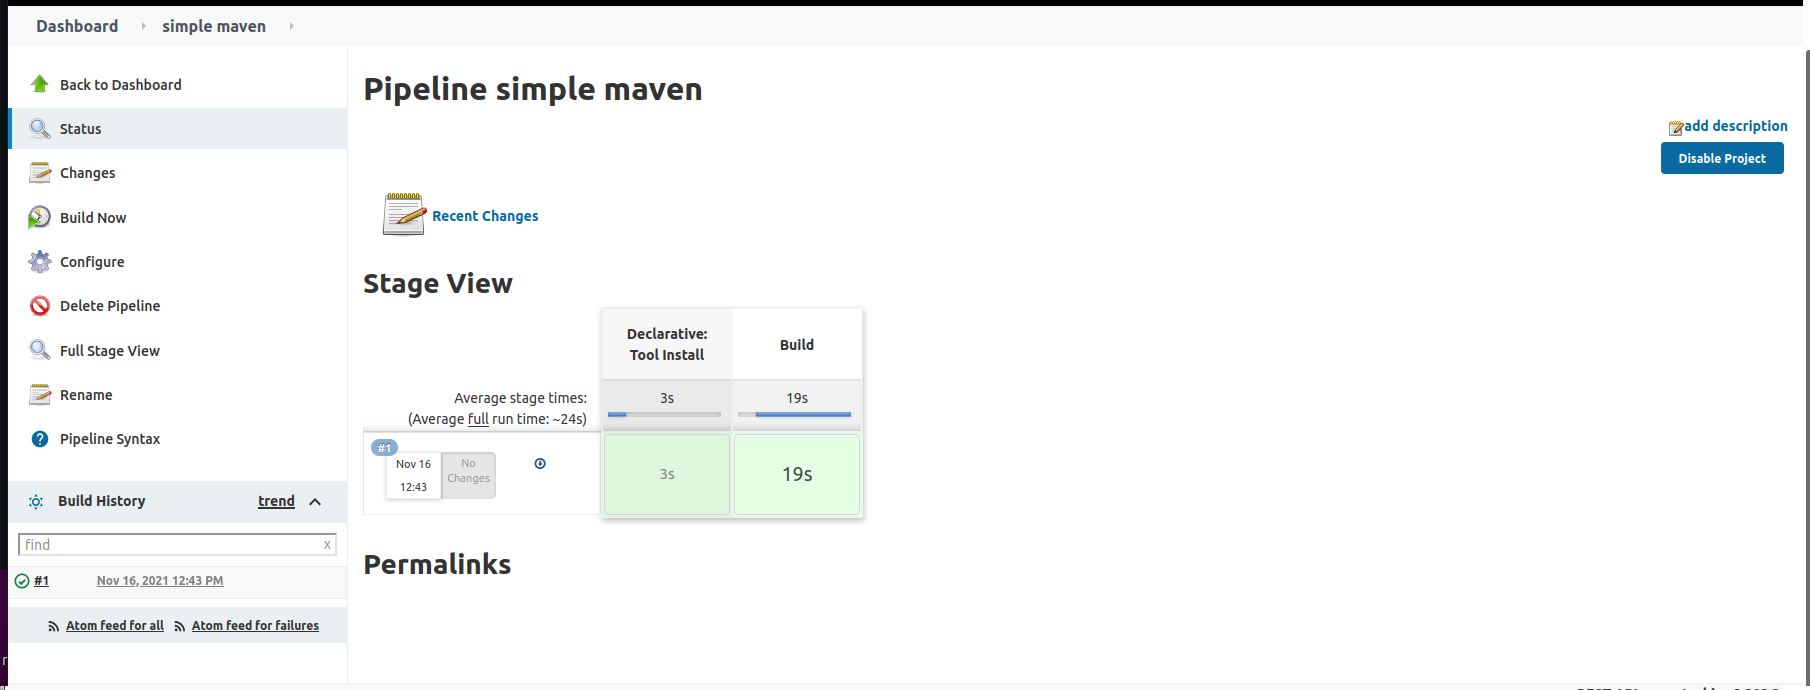 Dashboard
simple maven
Back to Dashboard
Status
Changes
Build Now
Configure
Delete Pipeline
Full Stage View
Rename
Pipeline Syntax
Build History
trend
find
x
#1
Nov 16, 2021 12:43 PM
Atom feed for all
Atom feed for failures
Pipeline simple maven
add description
Disable Project
Recent Changes
Stage View
Declarative:
Tool Install
Build
Average stage times:
(Average full run time: ~24s)
3s
19s
#1
Nov 16
12:43
No
Changes
3s
19s
Permalinks